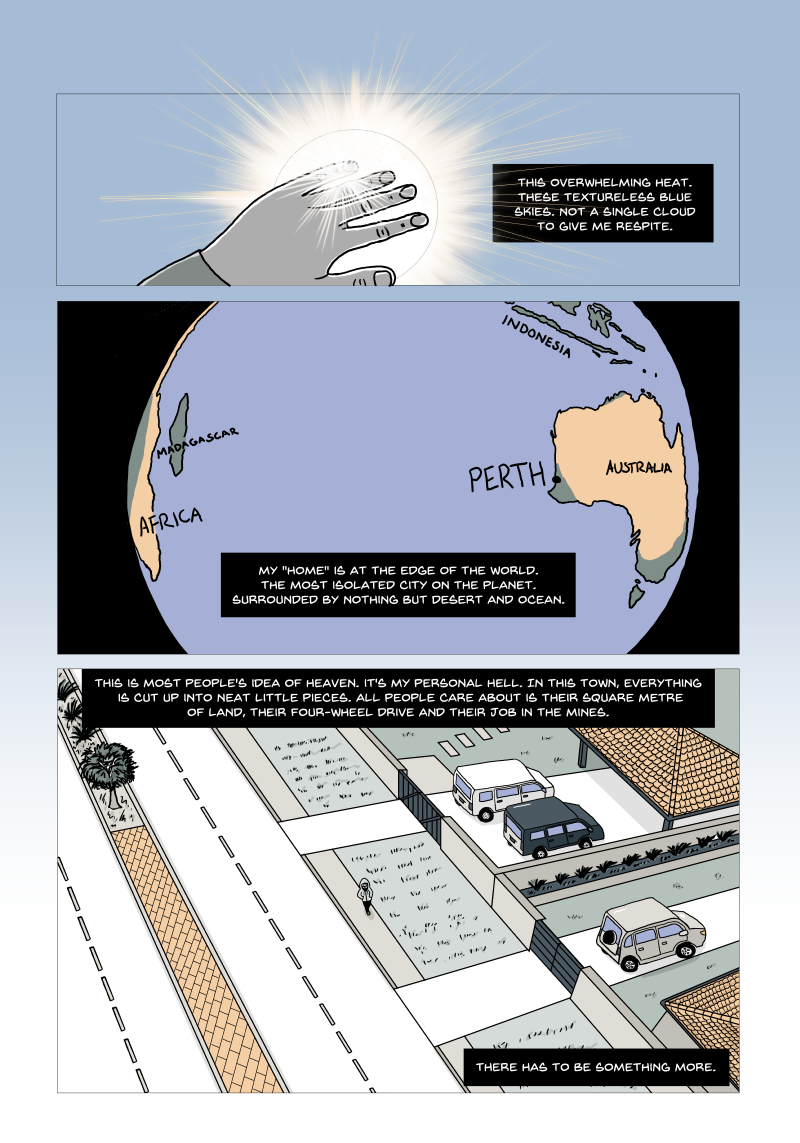 THIS OVERWHELMING HEAT.
THESE TEXTURELESS BLUE
SKIES. NOT A SINGLE CLOUD
TO GIVE ME RESPITE.
INDONESIA
MADAGASCAR
PERTH
AUSTRALIA
AFRICA
MY "HOME" IS AT THE EDGE OF THE WORLD.
THE MOST ISOLATED CITY ON THE PLANET.
SURROUNDED BY NOTHING BUT DESERT AND OCEAN.
THIS IS MOST PEOPLE'S IDEA OF HEAVEN. IT'S MY PERSONAL HELL. IN THIS TOWN, EVERYTHING
IS CUT UP INTO NEAT LITTLE PIECES. ALL PEOPLE CARE ABOUT IS THEIR SQUARE METRE
OF LAND, THEIR FOUR-WHEEL DRIVE AND THEIR JOB IN THE MINES.
THERE HAS TO BE SOMETHING MORE.